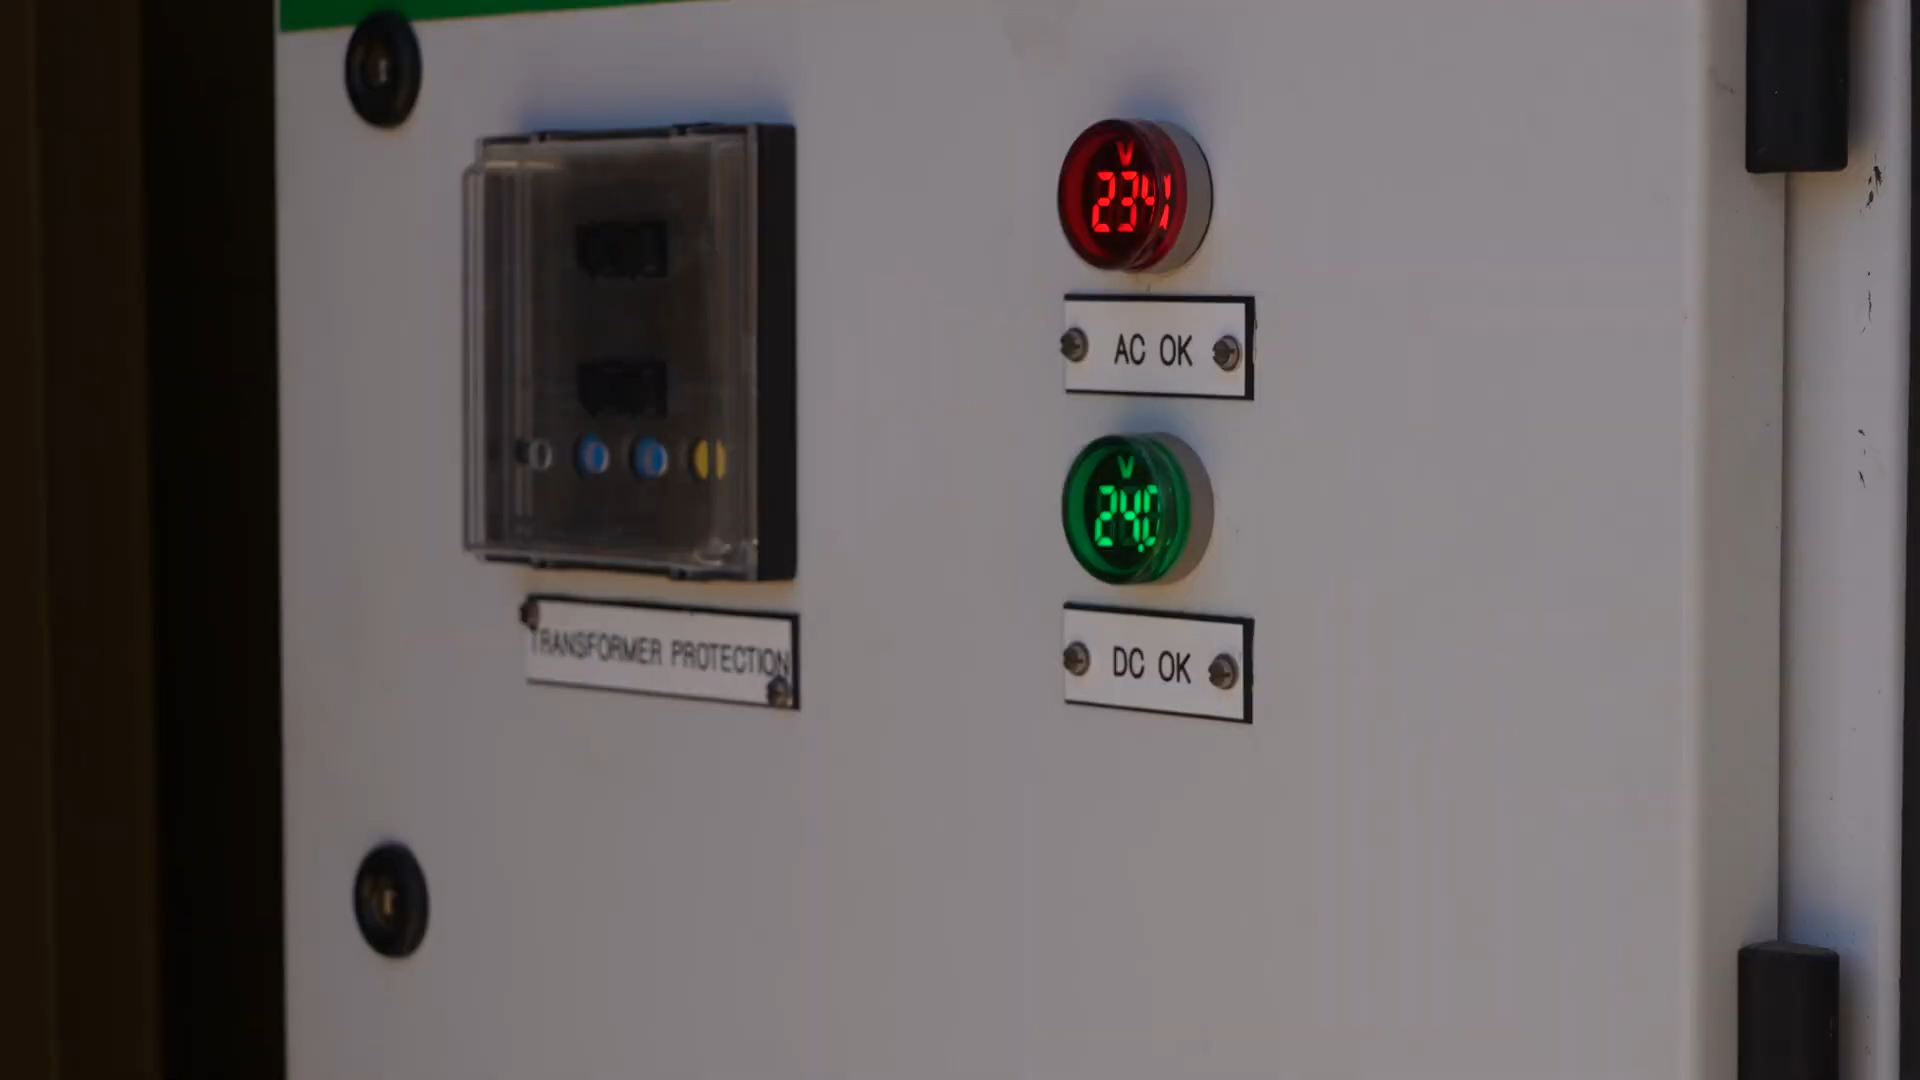 V
234
AC OK
V
24.0
TRANSFORMER PROTECTION
DC OK